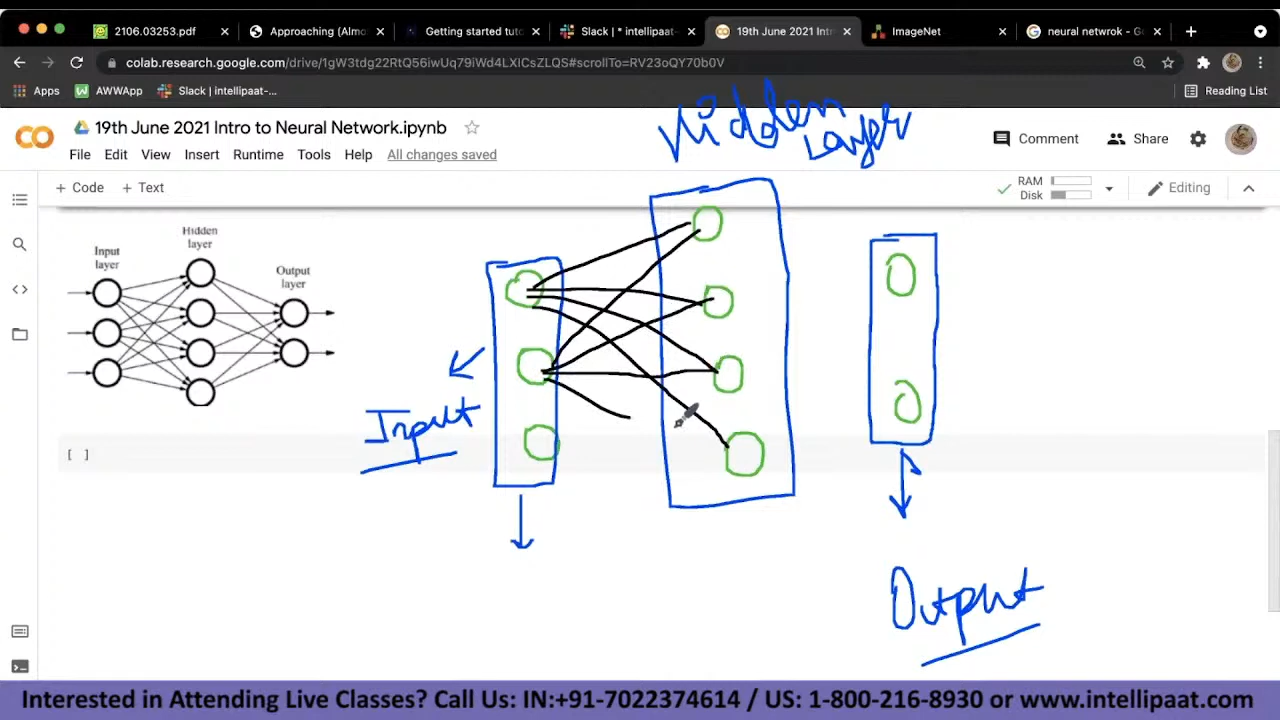 2106.03253.pdf
Approaching (Almo
Getting started tuto
Slack | * intellipaat-
19th June 2021 Intr
ImageNet
neural netwrok - Go
colab.research.google.com/drive/1gW3tdg22RtQ56iwUq79iWd4LXICsZLQS#scrollTo=RV23oQY70b0V
Apps
AWWApp
Slack | intellipaat-...
Reading List
Hidden
Layer
CO
19th June 2021 Intro to Neural Network.ipynb
Comment
Share
File Edit View Insert Runtime Tools Help All changes saved
+ Code + Text
RAM
Disk
Editing
Hidden
layer
Input
layer
Output
layer
Input
[ ]
Output
Interested in Attending Live Classes? Call Us: IN:+91-7022374614 / US: 1-800-216-8930 or www.intellipaat.com